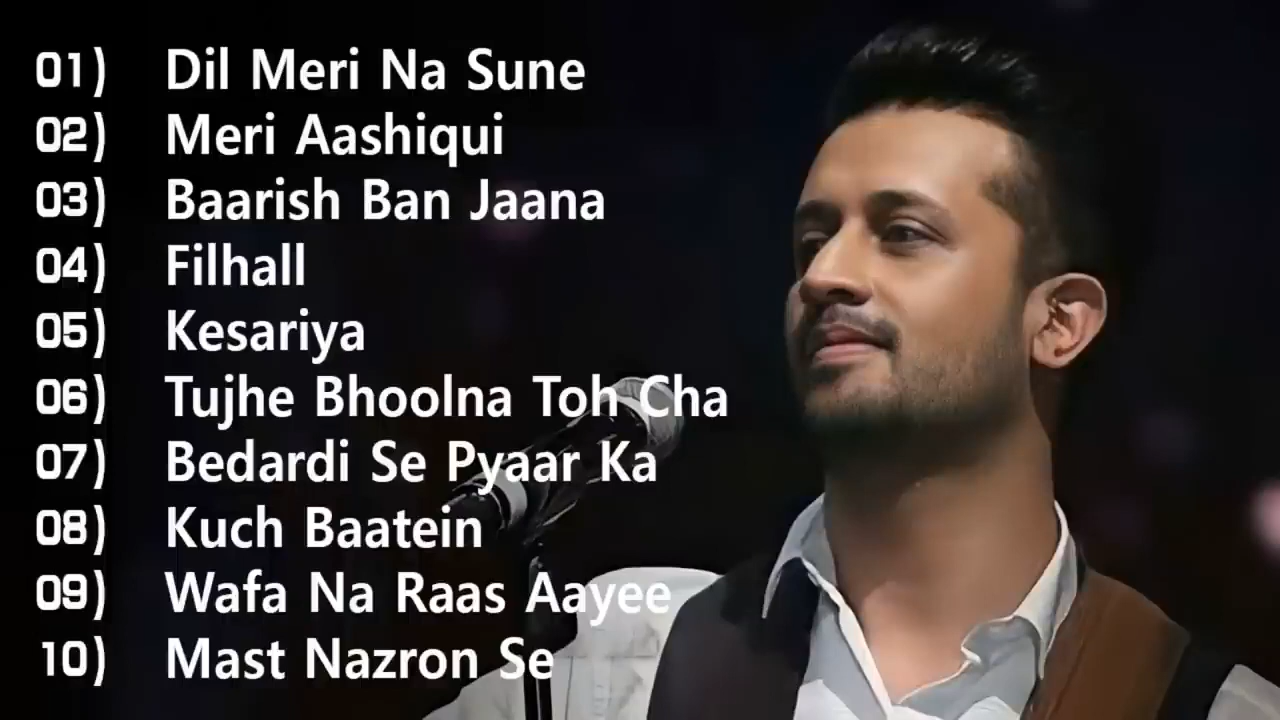 01) Dil Meri Na Sune
02) Meri Aashiqui
03) Baarish Ban Jaana
04) Filhall
05) Kesariya
06) Tujhe Bhoolna Toh Cha
07) Bedardi Se Pyaar Ka
08) Kuch Baatein
09) Wafa Na Raas Aayee
10) Mast Nazron Se